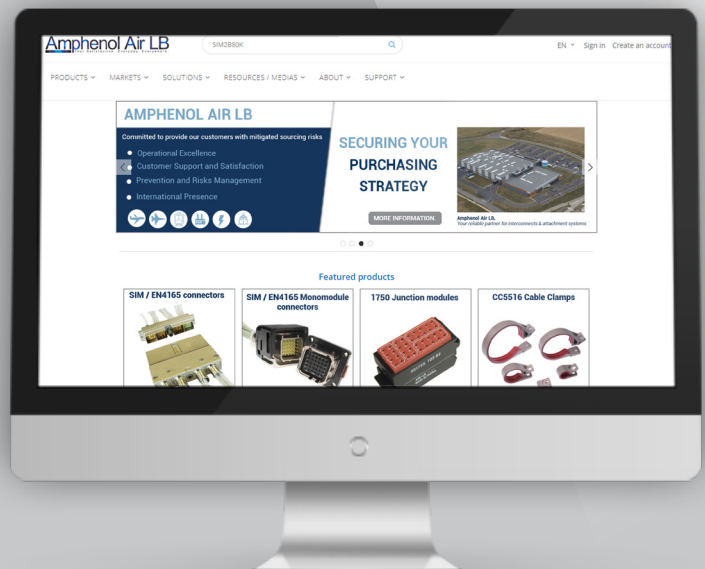 Amphenol Air LB
SIM2B80K
EN Sign in Create an account
PRODUCTS MARKETS SOLUTIONS RESOURCES / MEDIAS ABOUT SUPPORT
AMPHENOL AIR LB
Committed to provide our customers with mitigated sourcing risks
Operational Excellence
Customer Support and Satisfaction
Prevention and Risks Management
International Presence
SECURING YOUR
PURCHASING
STRATEGY
MORE INFORMATION
Amphenol Air LB,
Your reliable partner for interconnects & attachment systems
Featured products
SIM / EN4165 connectors
SIM / EN4165 Monomodule
connectors
1750 Junction modules
CC5516 Cable Clamps